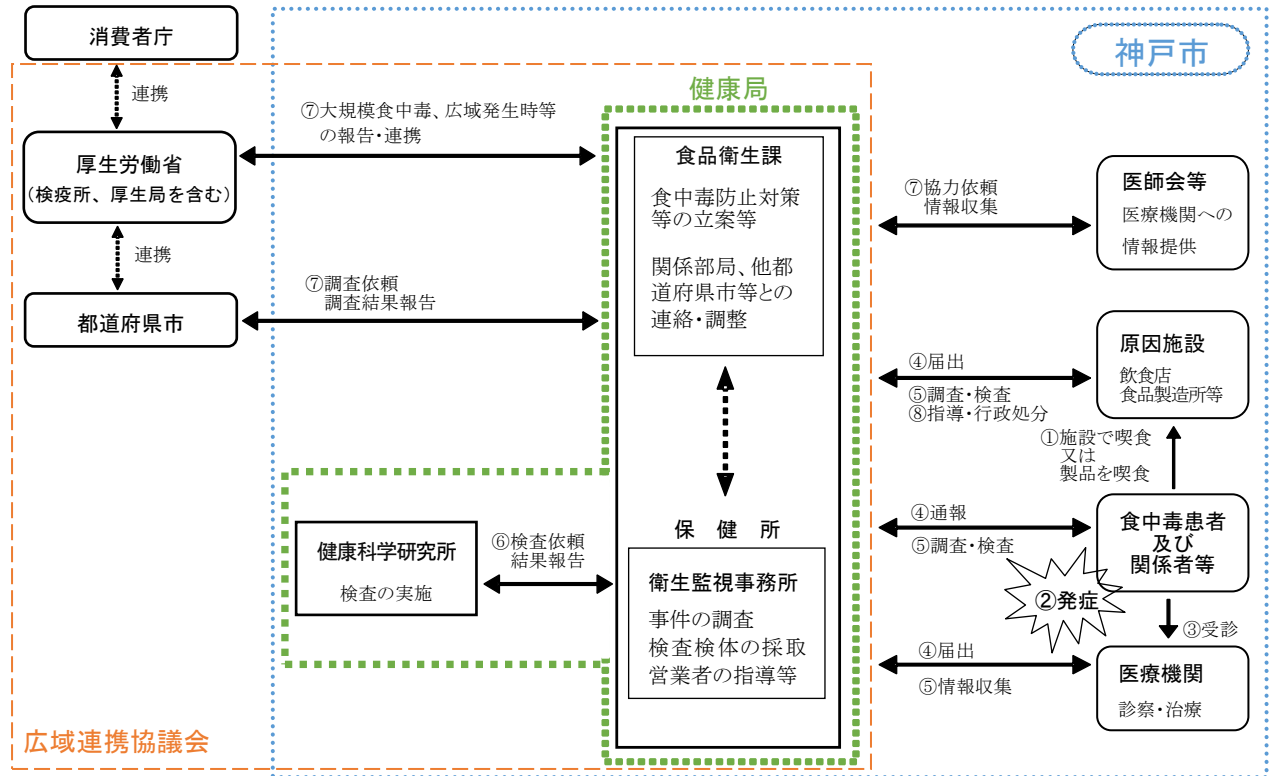 消費者庁
神戸市
連携
健康局
⑦大規模食中毒、広域発生時等
の報告・連携
厚生労働省
(検疫所、厚生局を含む)
食品衛生課
食中毒防止対策
等の立案等
関係部局、他都
道府県市等との
連絡・調整
⑦協力依頼
情報収集
医師会等
医療機関への
情報提供
連携
都道府県市
⑦調査依頼
調査結果報告
④届出
⑤調査・検査
⑧指導・行政処分
原因施設
飲食店
食品製造所等
①施設で喫食
又は
製品を喫食
保健所
④通報
⑤調査・検査
食中毒患者
及び
関係者等
健康科学研究所
検査の実施
⑥検査依頼
結果報告
衛生監視事務所
事件の調査
検査検体の採取
営業者の指導等
②発症
③受診
④届出
⑤情報収集
医療機関
診察・治療
広域連携協議会